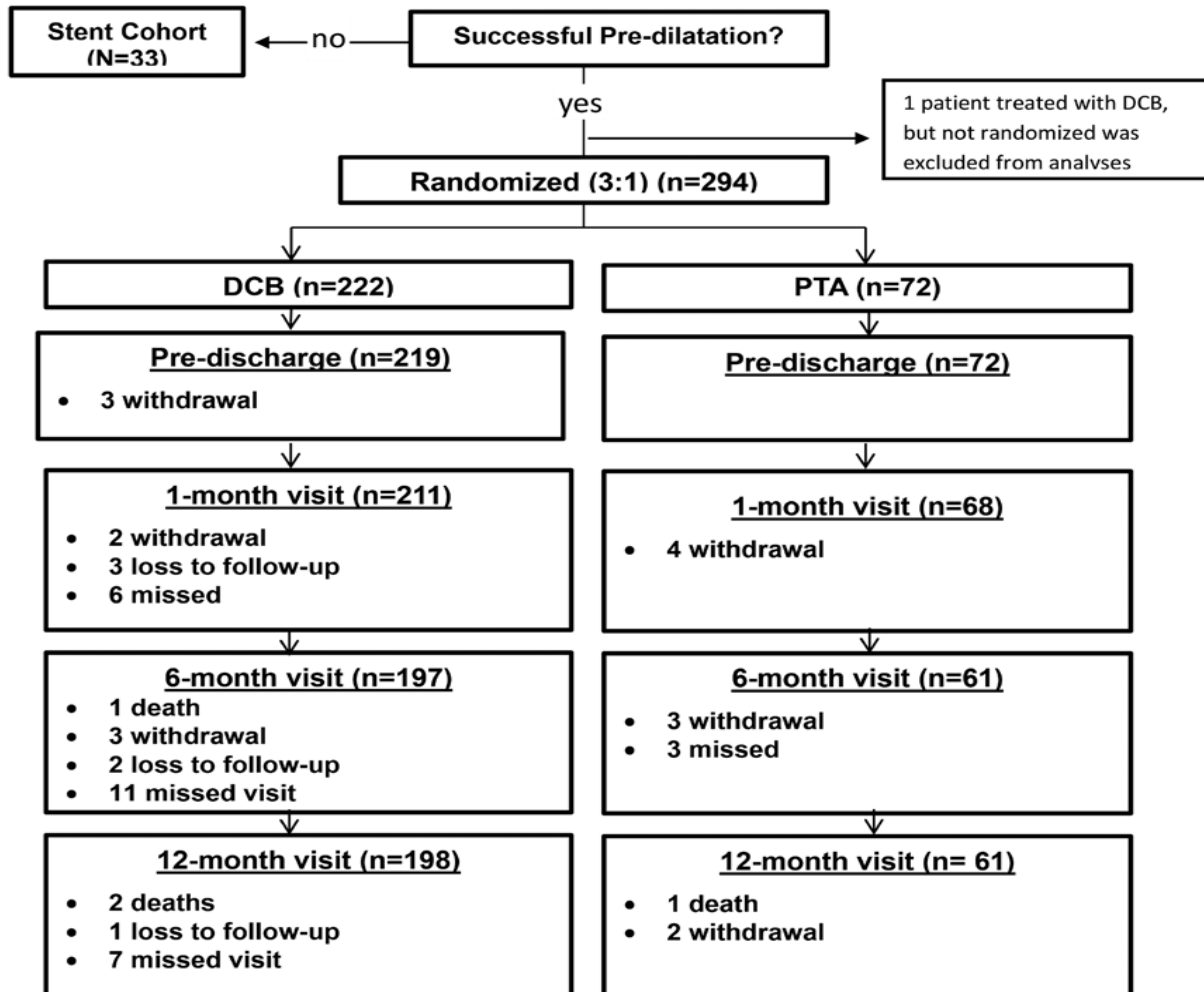 Stent Cohort
(N=33)
no
Successful Pre-dilatation?
yes
1 patient treated with DCB,
but not randomized was
excluded from analyses
Randomized (3:1) (n=294)
DCB (n=222)
PTA (n=72)
Pre-discharge (n=219)
• 3 withdrawal
Pre-discharge (n=72)
1-month visit (n=211)
• 2 withdrawal
• 3 loss to follow-up
• 6 missed
1-month visit (n=68)
• 4 withdrawal
6-month visit (n=197)
• 1 death
• 3 withdrawal
• 2 loss to follow-up
• 11 missed visit
6-month visit (n=61)
• 3 withdrawal
• 3 missed
12-month visit (n=198)
• 2 deaths
• 1 loss to follow-up
• 7 missed visit
12-month visit (n= 61)
• 1 death
• 2 withdrawal